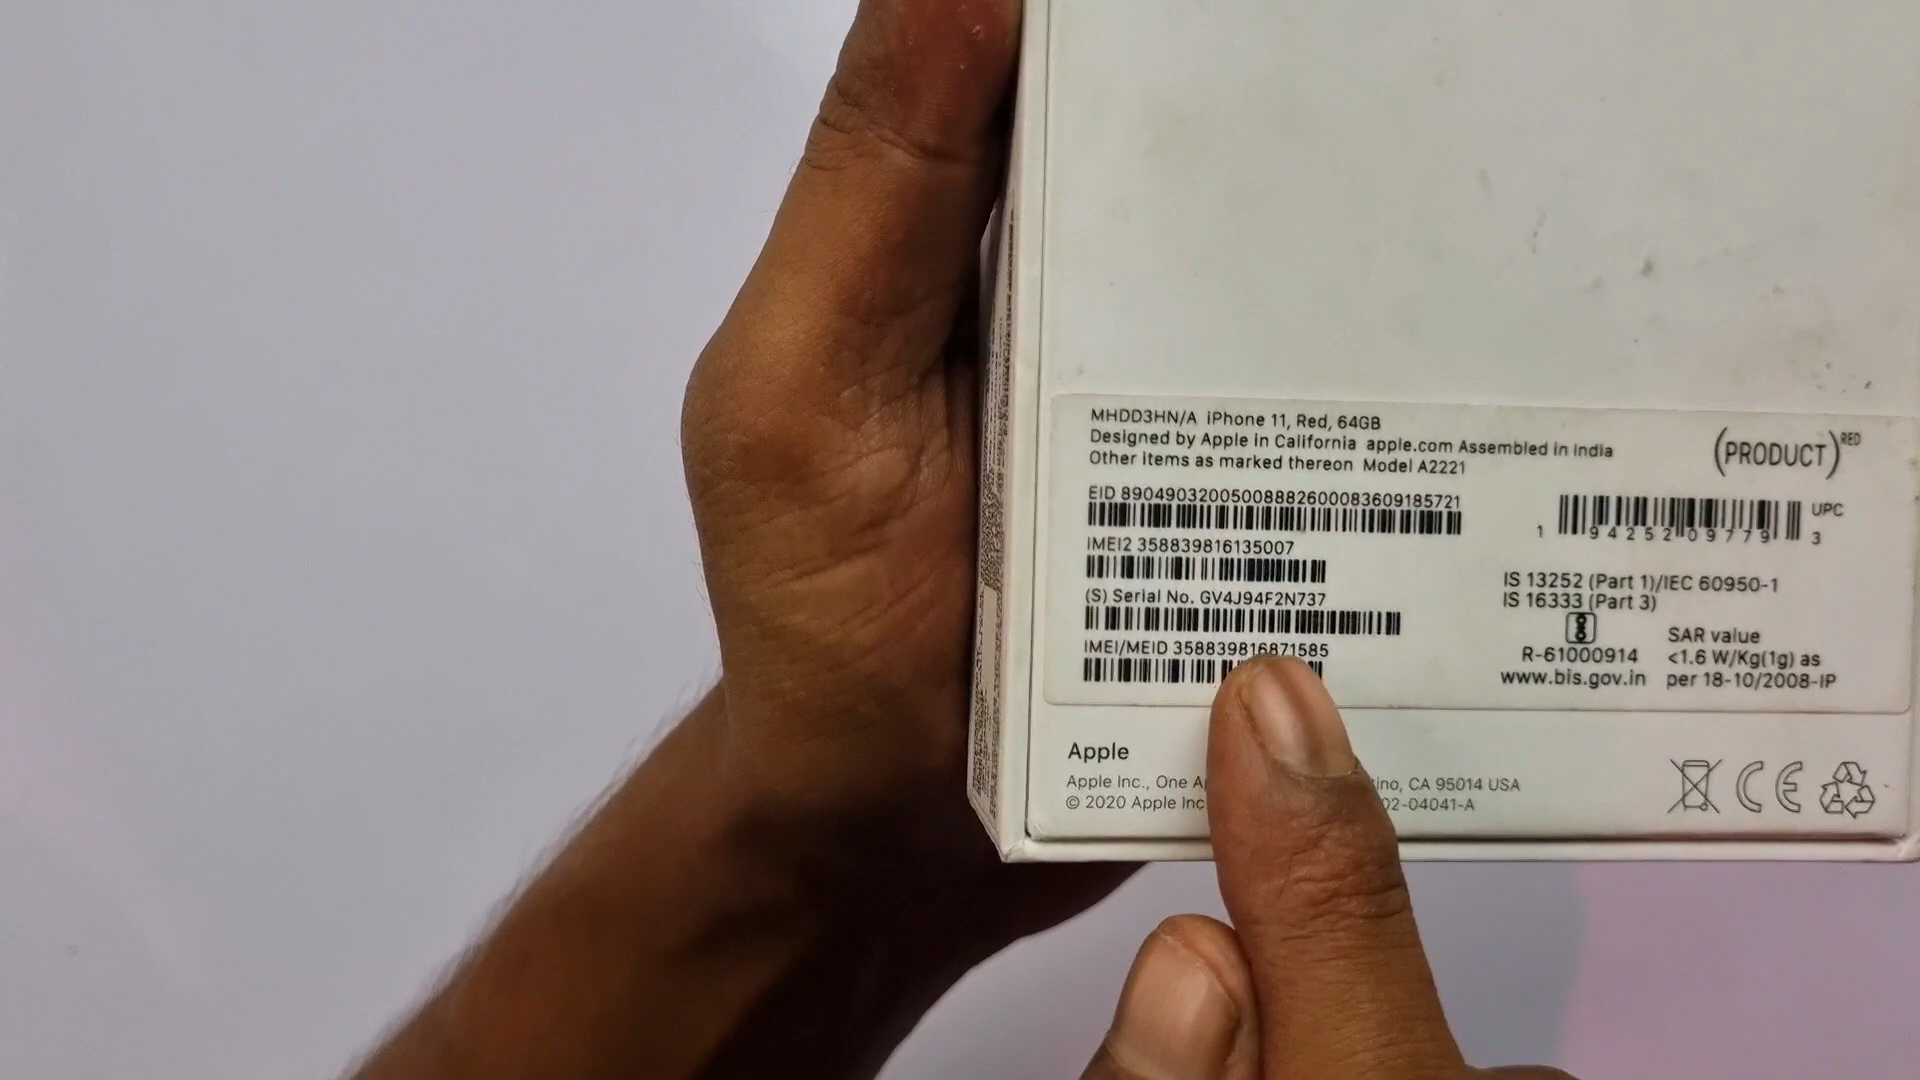 MHDD3HN/A iPhone 11, Red, 64GB
Designed by Apple in California apple.com Assembled in India
Other items as marked thereon Model A2221
(PRODUCT)RED
EID 89049032005008882600083609185721
IMEI2 358839816135007
(S) Serial No. GV4J94F2N737
IMEI/MEID 358839816871585
UPC
1 94252 09779 3
IS 13252 (Part 1)/IEC 60950-1
IS 16333 (Part 3)
R-61000914
www.bis.gov.in
SAR value
<1.6 W/Kg(1g) as
per 18-10/2008-IP
Apple
Apple Inc., One A ino, CA 95014 USA
© 2020 Apple Inc 02-04041-A
CE